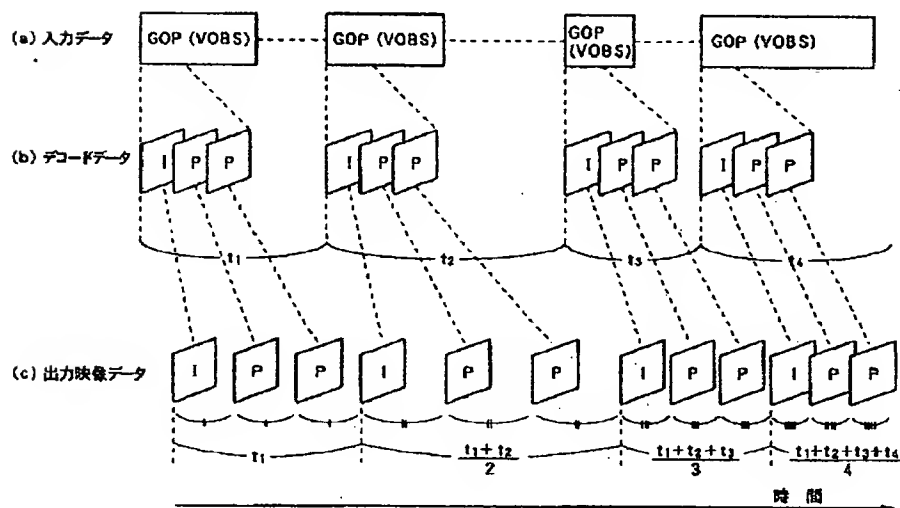 (a) 入力データ
GOP (VOBS)
GOP (VOBS)
GOP
(VOBS)
GOP (VOBS)
(b) デコードデータ
I P P
I P P
I P P
I P P
t1
t2
t3
t4
(c) 出力映像データ
I P P
I P P
I P P
I P P
t1
t1+t2
2
t1+t2+t3
3
t1+t2+t3+t4
4
時間